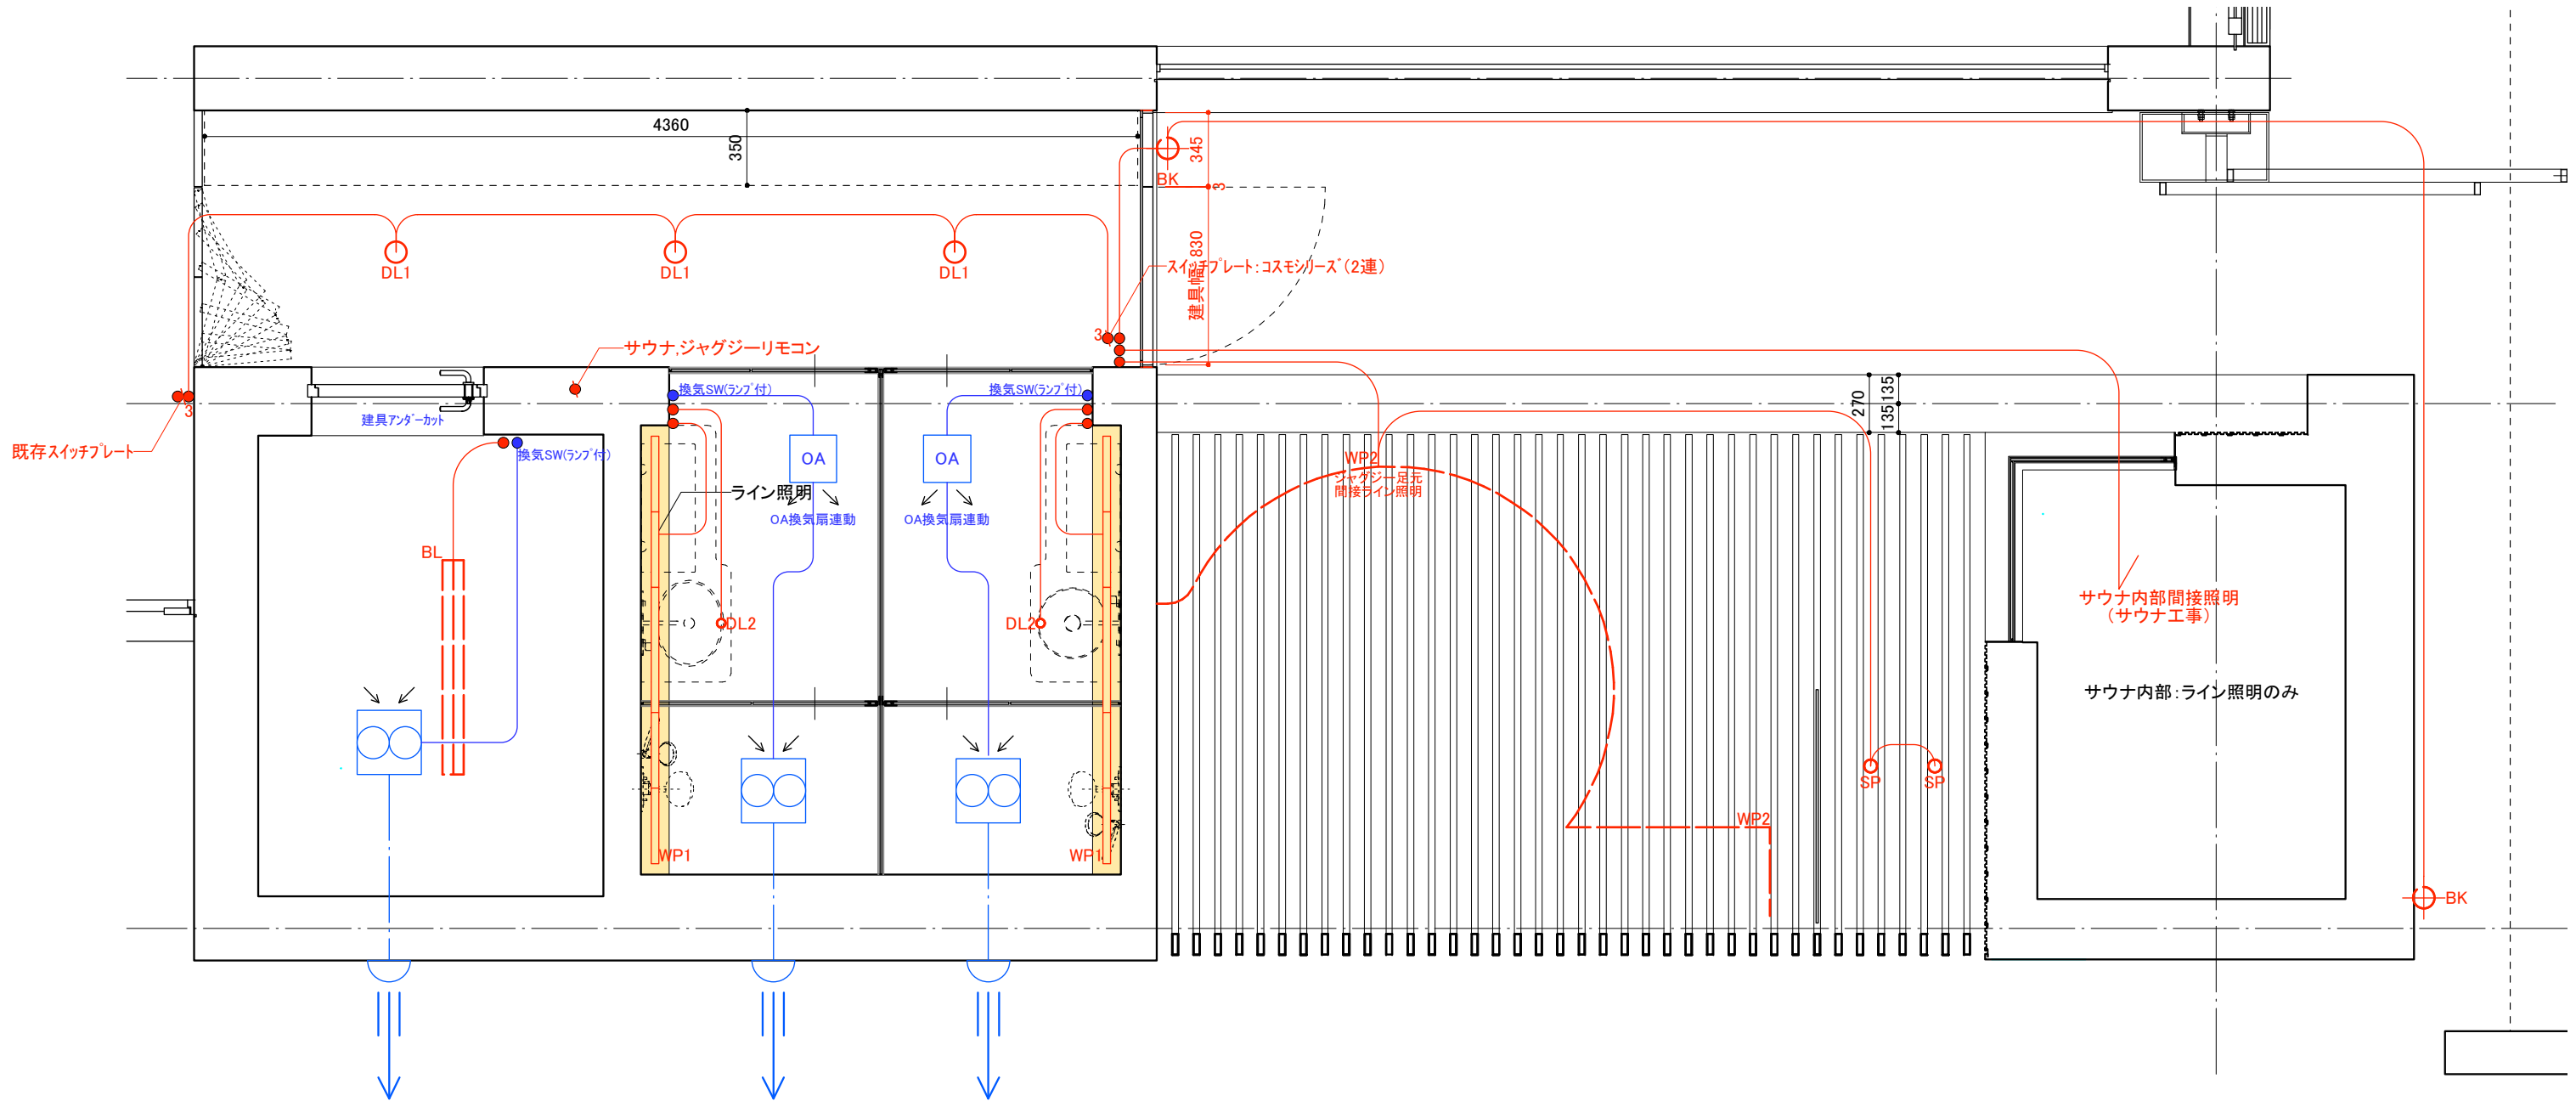 4360
350
345
BK
3
DL1
DL1
DL1
スイッチプレート:コスモシリーズ(2連)
建具幅:830
3
サウナ,ジャグジーリモコン
換気SW(ランプ付)
換気SW(ランプ付)
3
建具アンダーカット
既存スイッチプレート
換気SW(ランプ付)
270
135
135
OA
OA
WP2
ジャグジー足元
間接ライン照明
ライン照明
OA換気扇連動
OA換気扇連動
BL
DL2
DL2
サウナ内部間接照明
(サウナ工事)
サウナ内部:ライン照明のみ
SP
SP
WP2
WP1
WP1
BK